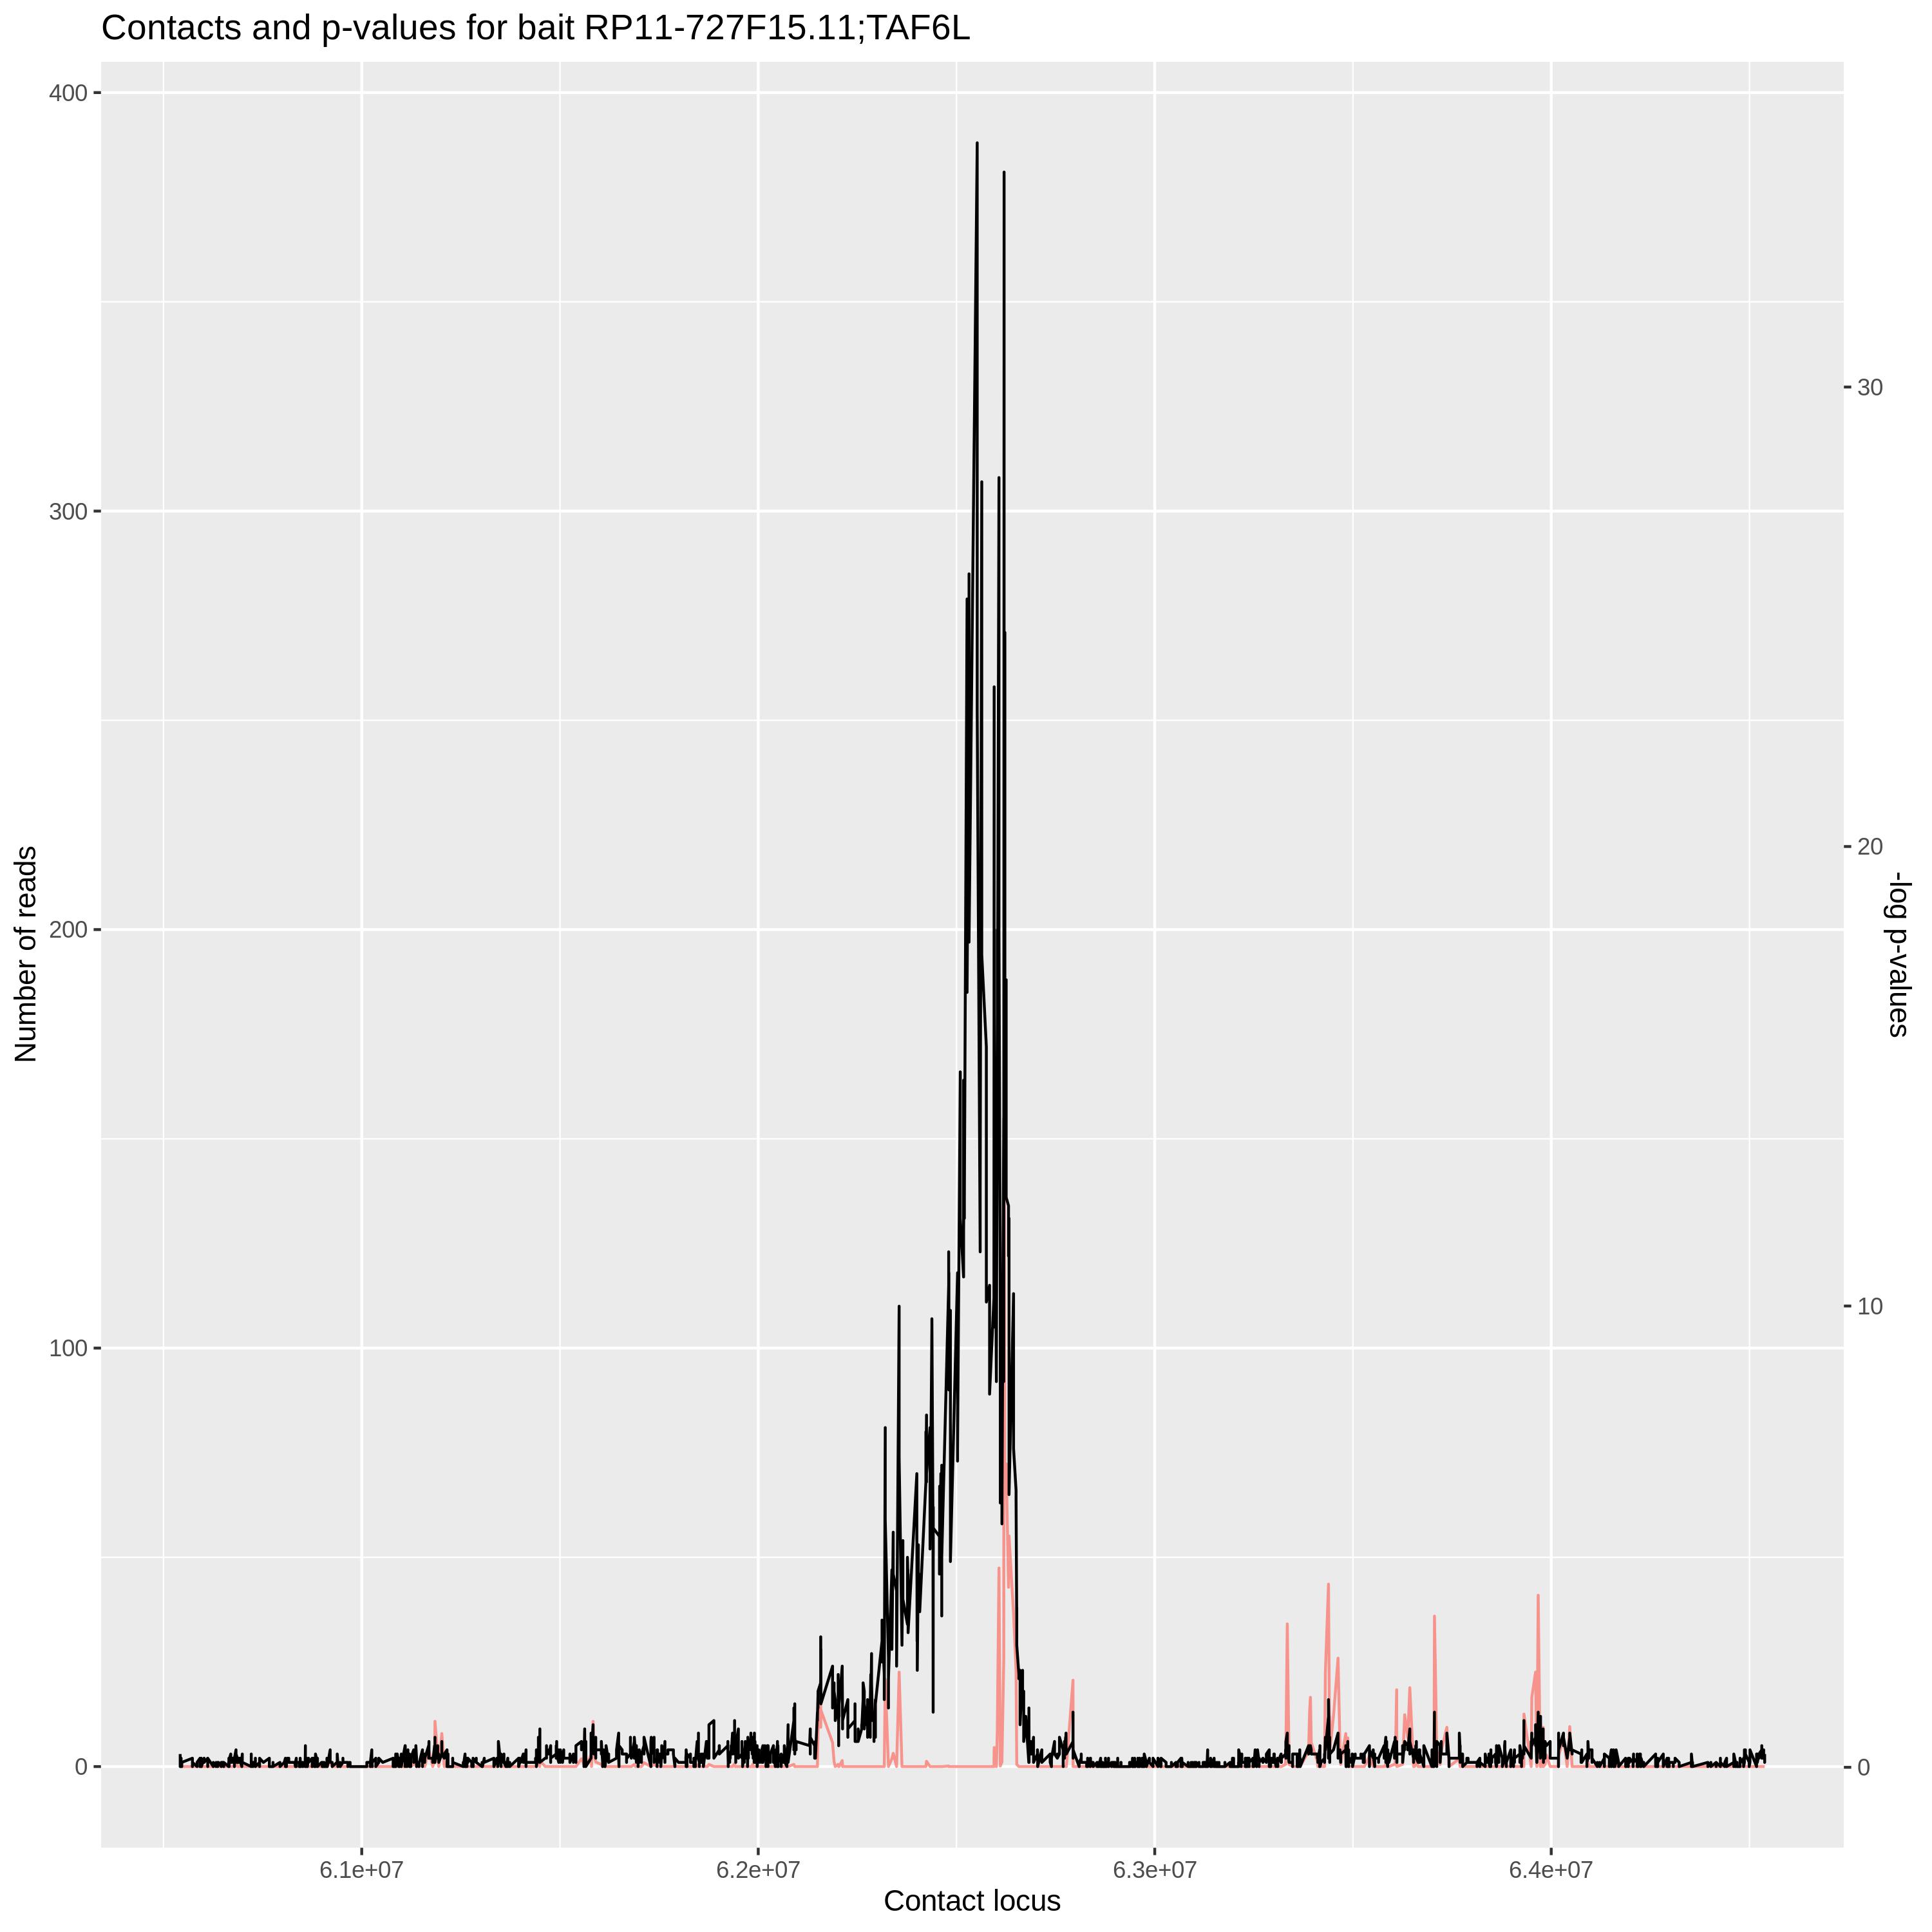 Contacts and p-values for bait RP11-727F15.11;TAF6L
400
300
200
100
0
Number of reads
30
20
10
0
-log p-values
6.1e+07
6.2e+07
6.3e+07
6.4e+07
Contact locus